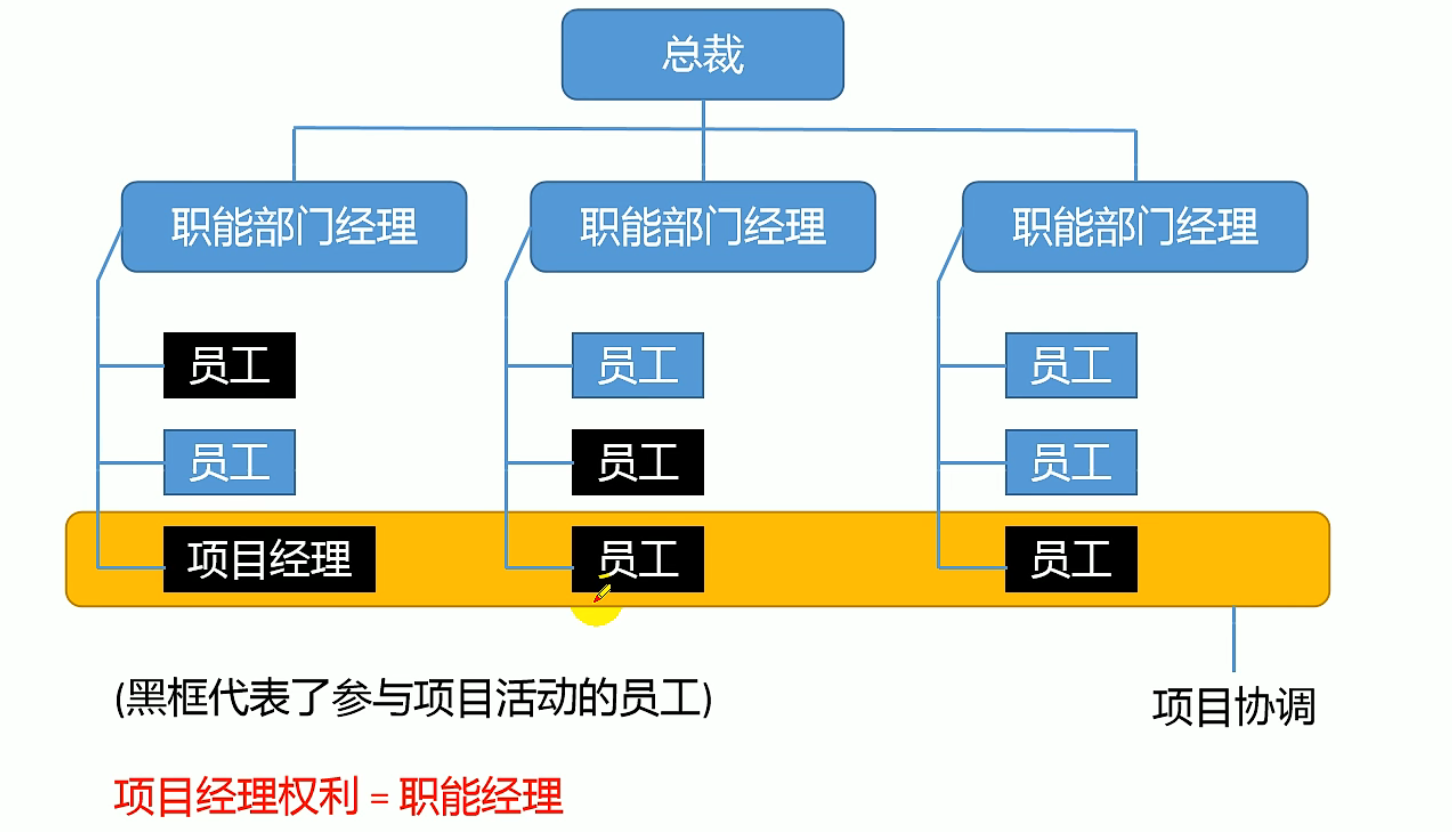 总裁
职能部门经理 职能部门经理 职能部门经理
员工 员工 员工
员工 员工 员工
项目经理 员工 员工
(黑框代表了参与项目活动的员工)
项目协调
项目经理权利 = 职能经理